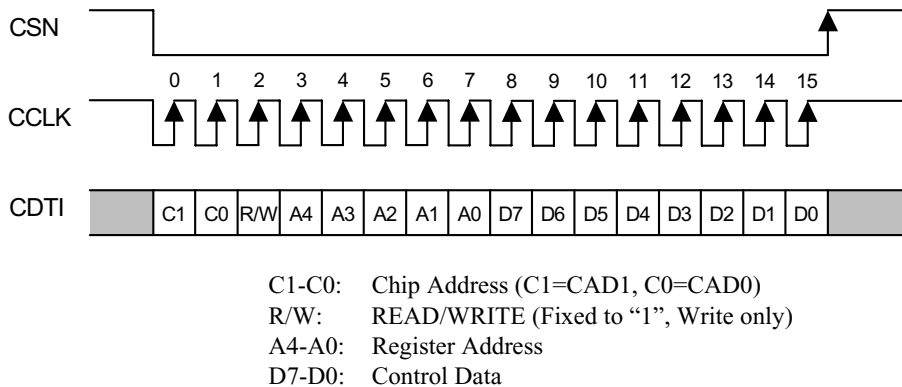 CSN
0 1 2 3 4 5 6 7 8 9 10 11 12 13 14 15
CCLK
CDTI C1 C0 R/W A4 A3 A2 A1 A0 D7 D6 D5 D4 D3 D2 D1 D0
C1-C0: Chip Address (C1=CAD1, C0=CAD0)
R/W: READ/WRITE (Fixed to “1”, Write only)
A4-A0: Register Address
D7-D0: Control Data